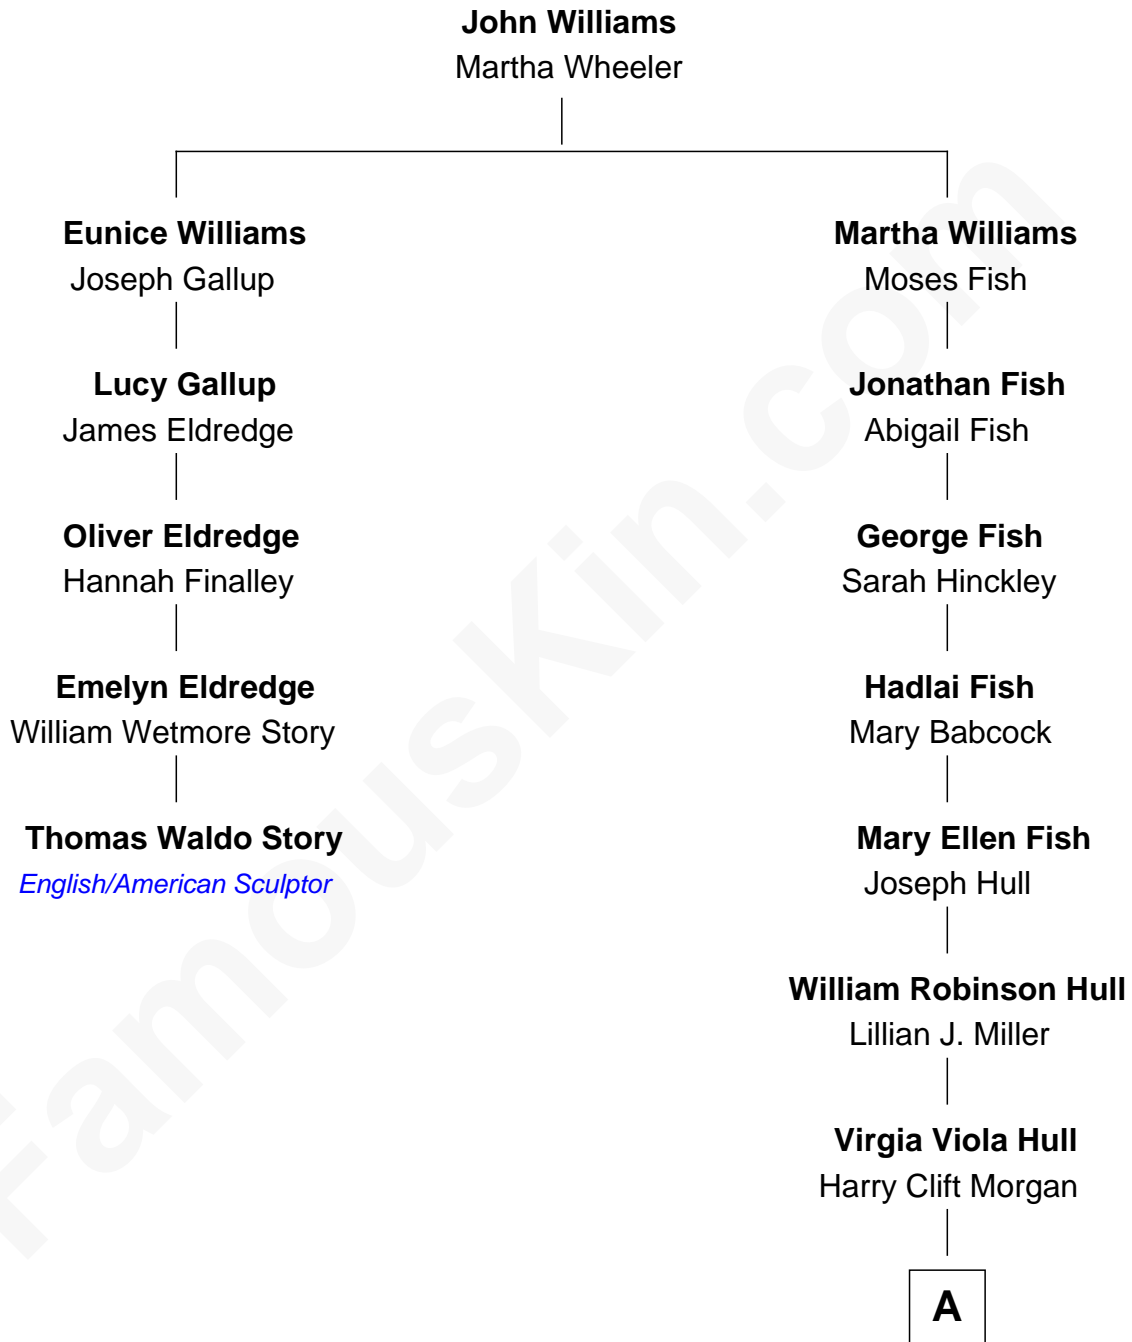 John Williams
Martha Wheeler
Eunice Williams
Joseph Gallup
Martha Williams
Moses Fish
Lucy Gallup
James Eldredge
Jonathan Fish
Abigail Fish
Oliver Eldredge
Hannah Finalley
George Fish
Sarah Hinckley
Emelyn Eldredge
William Wetmore Story
Hadlai Fish
Mary Babcock
Thomas Waldo Story
English/American Sculptor
Mary Ellen Fish
Joseph Hull
William Robinson Hull
Lillian J. Miller
Virgia Viola Hull
Harry Clift Morgan
A
FamousKin.com